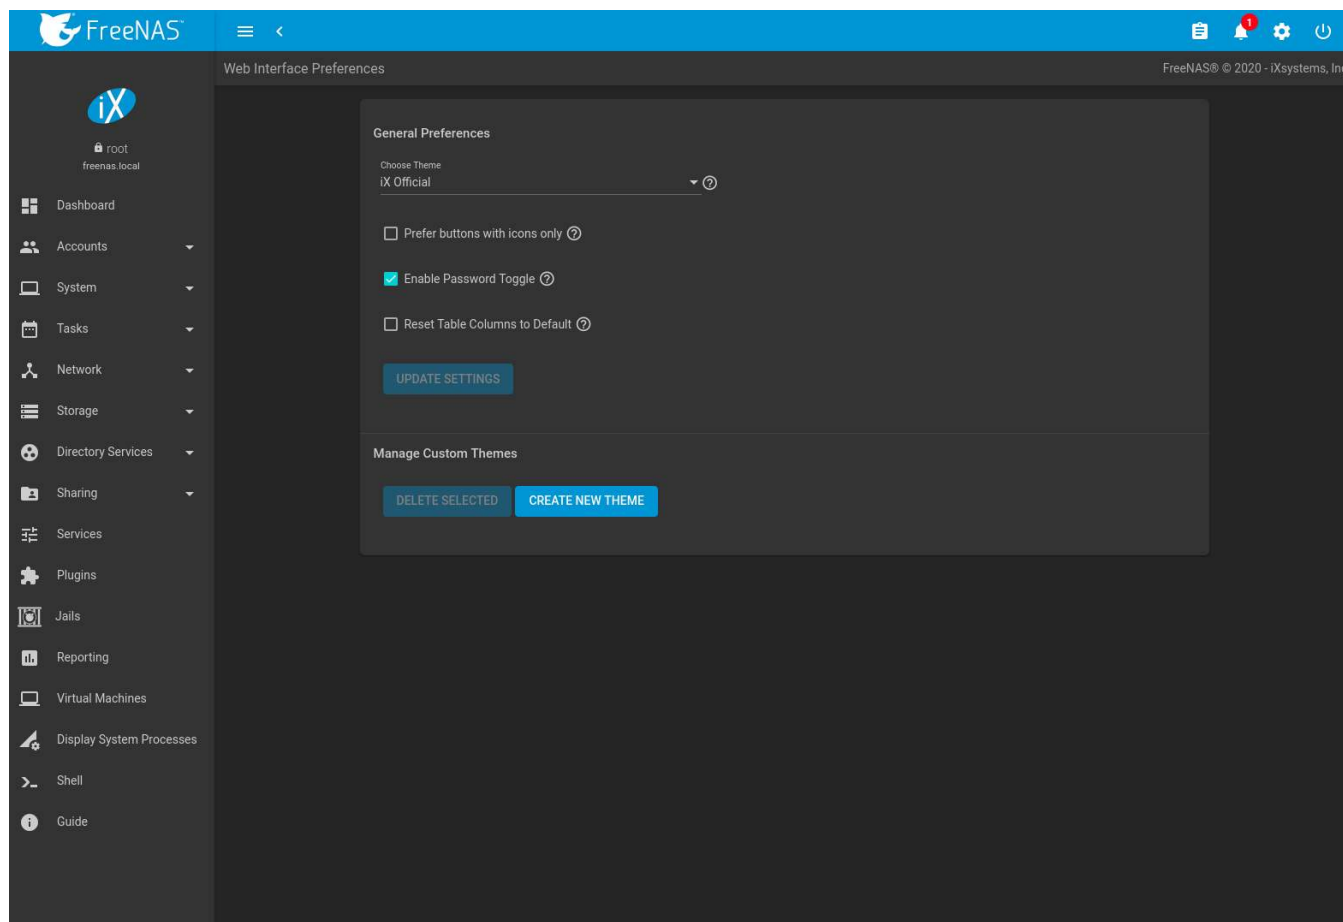 FreeNAS™
1
Web Interface Preferences
FreeNAS® © 2020 - iXsystems, Inc
iX
root
freenas.local
Dashboard
Accounts
System
Tasks
Network
Storage
Directory Services
Sharing
Services
Plugins
Jails
Reporting
Virtual Machines
Display System Processes
Shell
Guide
General Preferences
Choose Theme
iX Official
Prefer buttons with icons only
Enable Password Toggle
Reset Table Columns to Default
UPDATE SETTINGS
Manage Custom Themes
DELETE SELECTED CREATE NEW THEME